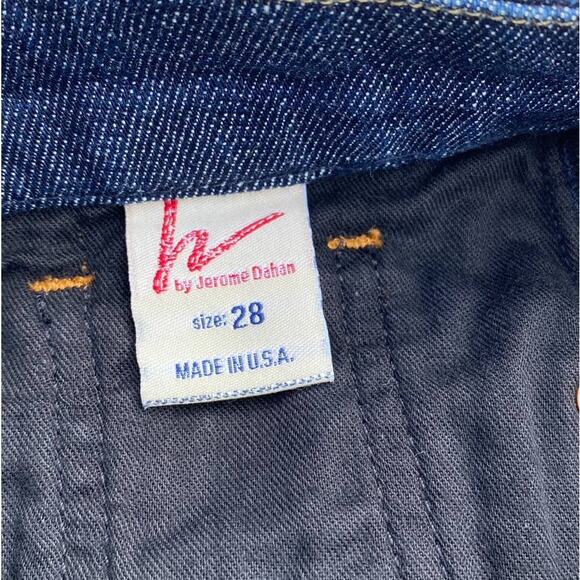 h
by Jerome Dahan
size: 28
MADE IN U.S.A.